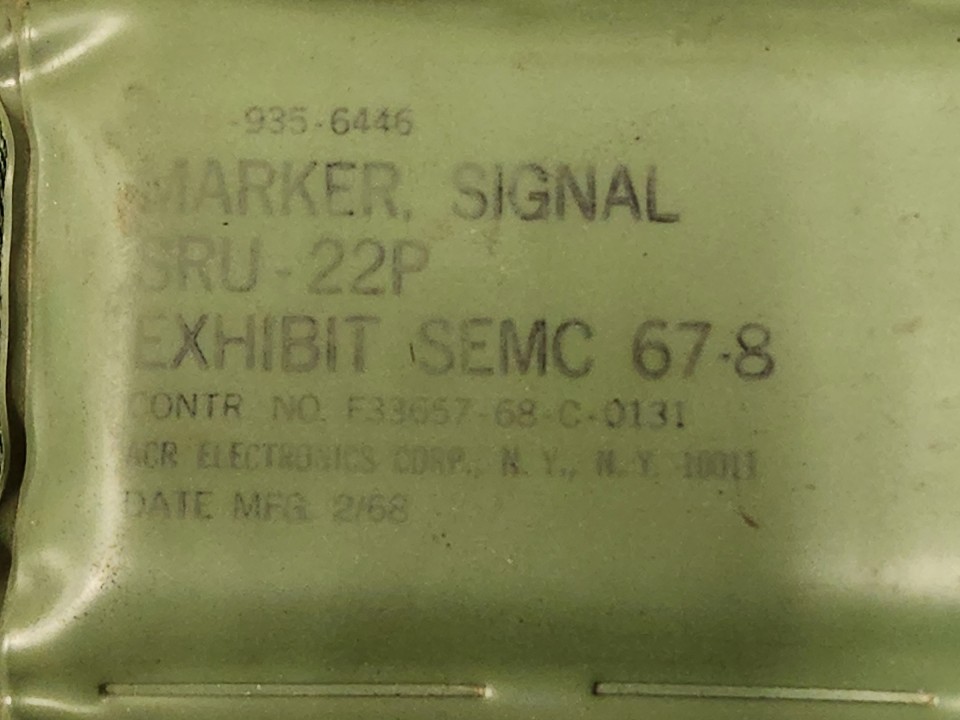 -935-6446
MARKER, SIGNAL
SRU-22P
EXHIBIT SEMC 67-8
CONTR NO. F33657-68-C-0131
ACR ELECTRONICS CORP., N. Y., N. Y. 10011
DATE MFG. 2/68